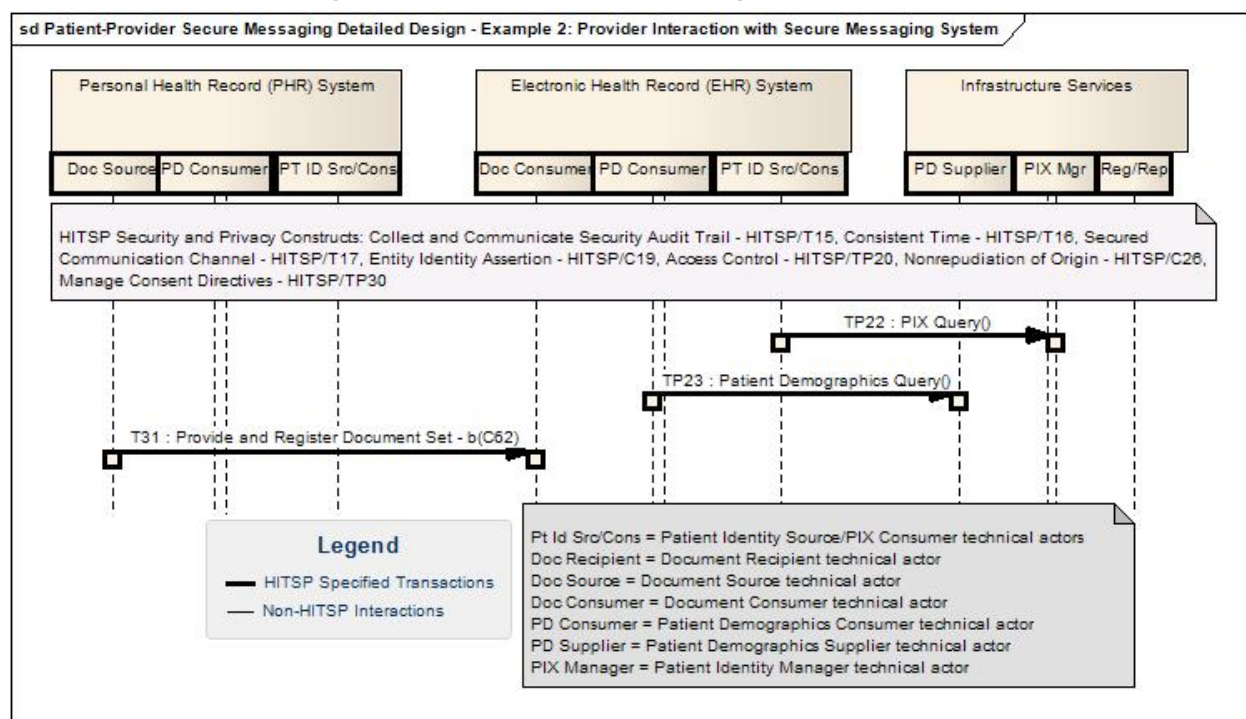 sd Patient-Provider Secure Messaging Detailed Design - Example 2: Provider Interaction with Secure Messaging System
Personal Health Record (PHR) System
Electronic Health Record (EHR) System
Infrastructure Services
Doc Source PD Consumer PT ID Src/Cons
Doc Consumer PD Consumer PT ID Src/Cons
PD Supplier PIX Mgr Reg/Rep
HITSP Security and Privacy Constructs: Collect and Communicate Security Audit Trail - HITSP/T15, Consistent Time - HITSP/T16, Secured
Communication Channel - HITSP/T17, Entity Identity Assertion - HITSP/C19, Access Control - HITSP/TP20, Nonrepudiation of Origin - HITSP/C26,
Manage Consent Directives - HITSP/TP30
TP22 : PIX Query()
TP23 : Patient Demographics Query()
T31 : Provide and Register Document Set - b(C62)
Legend
HITSP Specified Transactions
Non-HITSP Interactions
Pt Id Src/Cons = Patient Identity Source/PIX Consumer technical actors
Doc Recipient = Document Recipient technical actor
Doc Source = Document Source technical actor
Doc Consumer = Document Consumer technical actor
PD Consumer = Patient Demographics Consumer technical actor
PD Supplier = Patient Demographics Supplier technical actor
PIX Manager = Patient Identity Manager technical actor